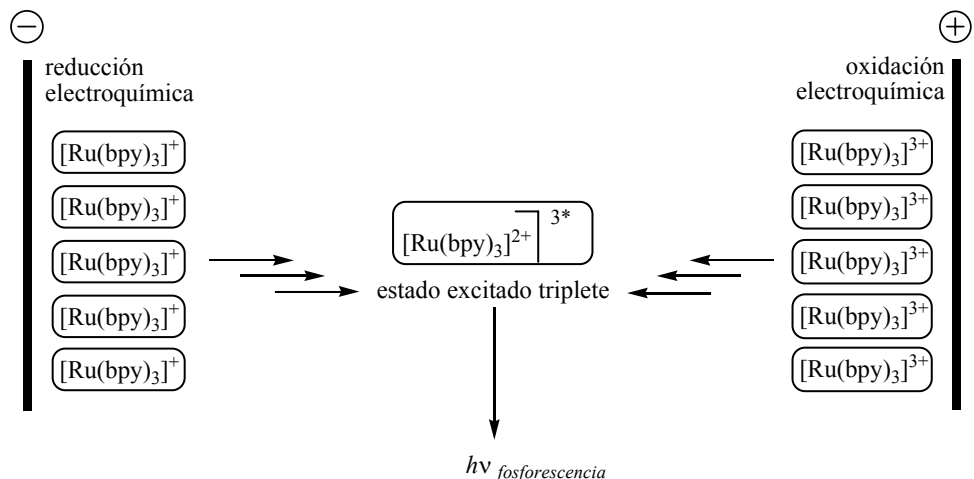 −
+
reducción
electroquímica
oxidación
electroquímica
[Ru(bpy)₃]⁺
[Ru(bpy)₃]⁺
[Ru(bpy)₃]⁺
[Ru(bpy)₃]⁺
[Ru(bpy)₃]⁺
[Ru(bpy)₃]²⁺ 3*
estado excitado triplete
hν fosforescencia
[Ru(bpy)₃]³⁺
[Ru(bpy)₃]³⁺
[Ru(bpy)₃]³⁺
[Ru(bpy)₃]³⁺
[Ru(bpy)₃]³⁺